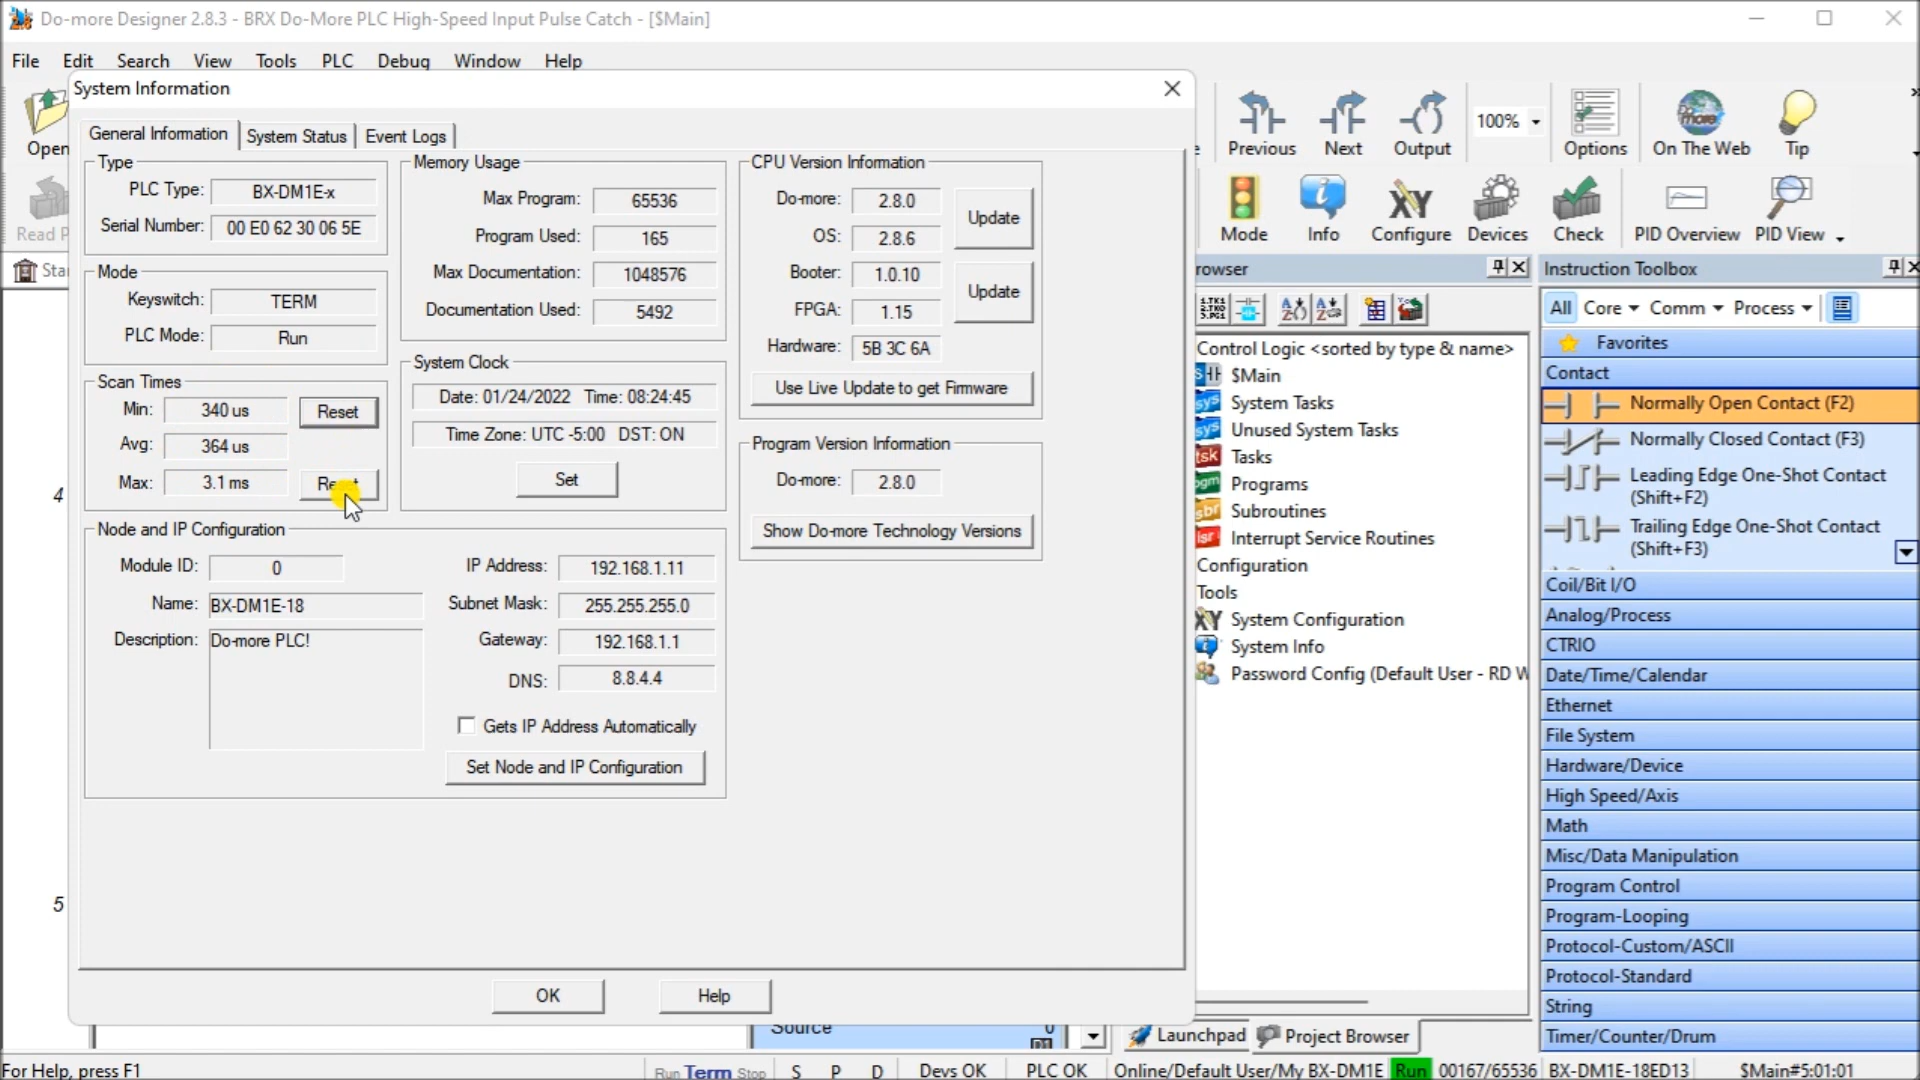 Do-more Designer 2.8.3 - BRX Do-More PLC High-Speed Input Pulse Catch - [$Main]
File Edit Search View Tools PLC Debug Window Help
System Information
General Information System Status Event Logs
Type
PLC Type: BX-DM1E-x
Serial Number: 00 E0 62 30 06 5E
Mode
Keyswitch: TERM
PLC Mode: Run
Scan Times
Min: 340 us Reset
Avg: 364 us
Max: 3.1 ms
Memory Usage
Max Program: 65536
Program Used: 165
Max Documentation: 1048576
Documentation Used: 5492
System Clock
Date: 01/24/2022 Time: 08:24:45
Time Zone: UTC -5:00 DST: ON
Set
CPU Version Information
Do-more: 2.8.0 Update
OS: 2.8.6
Booter: 1.0.10 Update
FPGA: 1.15
Hardware: 5B 3C 6A
Use Live Update to get Firmware
Program Version Information
Do-more: 2.8.0
Show Do-more Technology Versions
Node and IP Configuration
Module ID: 0
Name: BX-DM1E-18
Description: Do-more PLC!
IP Address: 192.168.1.11
Subnet Mask: 255.255.255.0
Gateway: 192.168.1.1
DNS: 8.8.4.4
Gets IP Address Automatically
Set Node and IP Configuration
OK Help
Open
Read P
Sta
4
5
Previous Next Output 100% Options On The Web Tip
Mode Info Configure Devices Check PID Overview PID View
rowser
Control Logic <sorted by type & name>
$Main
System Tasks
Unused System Tasks
Tasks
Programs
Subroutines
Interrupt Service Routines
Configuration
Tools
System Configuration
System Info
Password Config (Default User - RD W
Launchpad Project Browser
Instruction Toolbox
All Core Comm Process
Favorites
Contact
Normally Open Contact (F2)
Normally Closed Contact (F3)
Leading Edge One-Shot Contact
(Shift+F2)
Trailing Edge One-Shot Contact
(Shift+F3)
Coil/Bit I/O
Analog/Process
CTRIO
Date/Time/Calendar
Ethernet
File System
Hardware/Device
High Speed/Axis
Math
Misc/Data Manipulation
Program Control
Program-Looping
Protocol-Custom/ASCII
Protocol-Standard
String
Timer/Counter/Drum
Source 0
For Help, press F1 Run Term Stop S P D Devs OK PLC OK Online/Default User/My BX-DM1E Run 00167/65536 BX-DM1E-18ED13 $Main#5:01:01